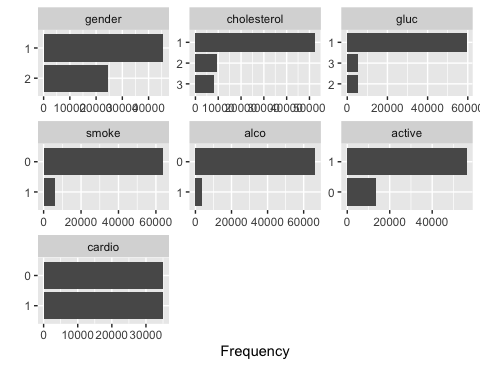 gender cholesterol gluc
1 1 1
2 2 3
3 2
0 10000 20000 30000 40000 0 10000 20000 30000 40000 50000 0 20000 40000 60000
smoke alco active
0 0 1
1 1 0
0 20000 40000 60000 0 20000 40000 60000 0 20000 40000
cardio
0
1
0 10000 20000 30000
Frequency